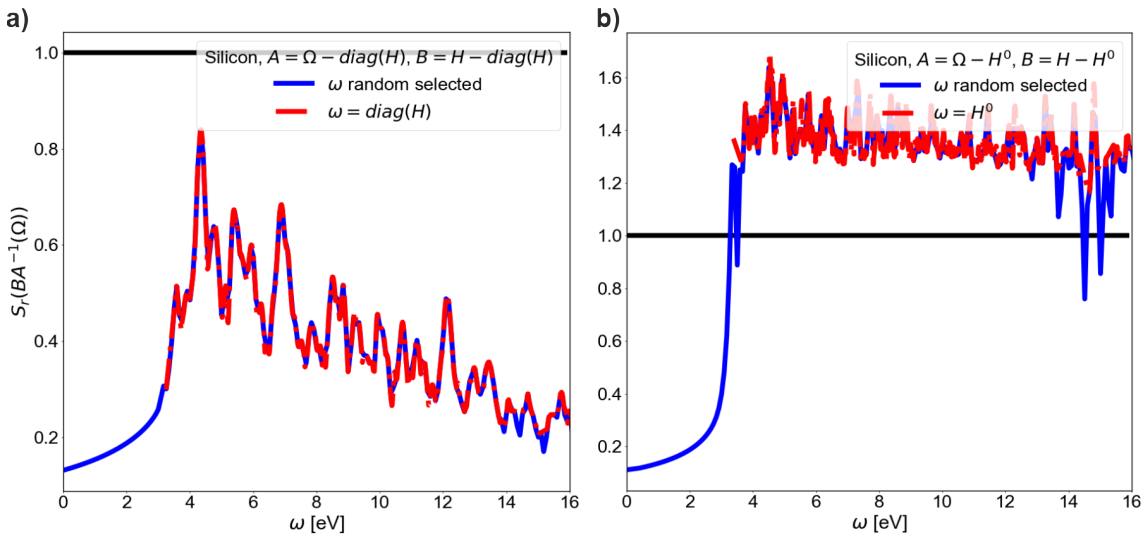 a)
Silicon, A = Ω − diag(H), B = H − diag(H)
ω random selected
ω = diag(H)
S_r(BA⁻¹(Ω))
1.0
0.8
0.6
0.4
0.2
0 2 4 6 8 10 12 14 16
ω [eV]
b)
Silicon, A = Ω − H⁰, B = H − H⁰
ω random selected
ω = H⁰
1.6
1.4
1.2
1.0
0.8
0.6
0.4
0.2
0 2 4 6 8 10 12 14 16
ω [eV]